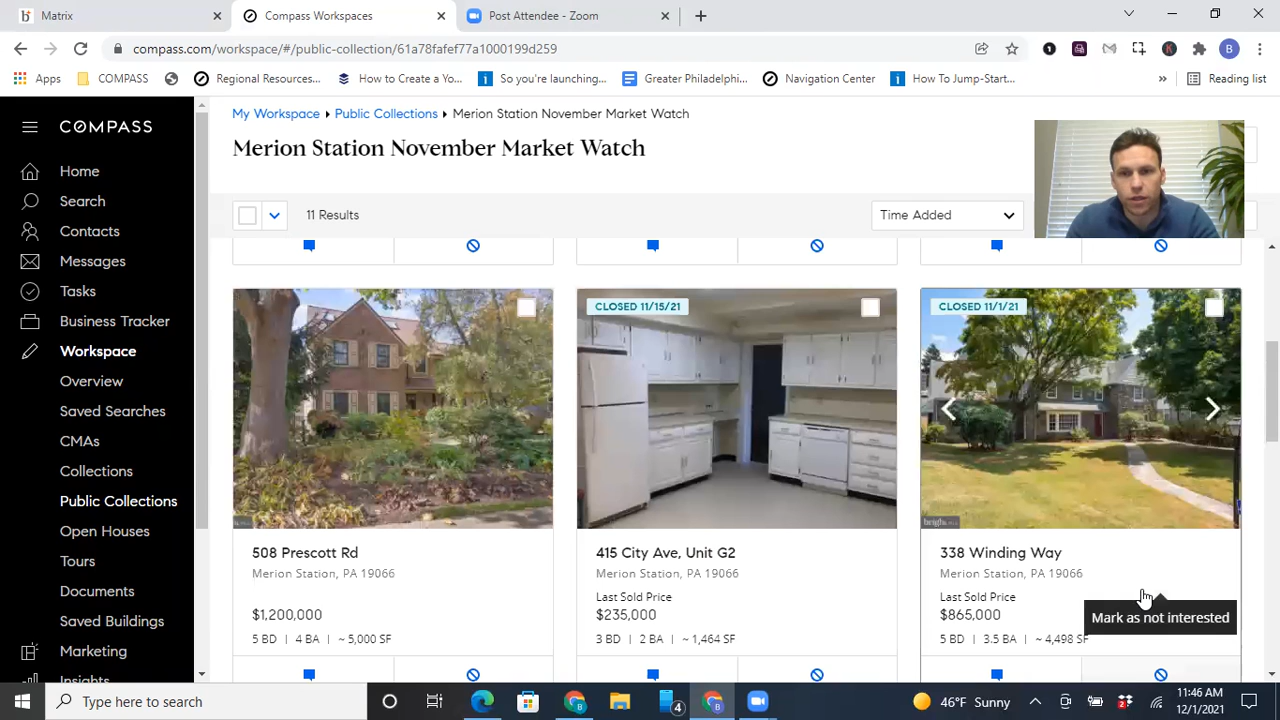 Matrix
Compass Workspaces
Post Attendee - Zoom
compass.com/workspace/#/public-collection/61a78fafef77a1000199d259
Apps
COMPASS
Regional Resources...
How to Create a Yo...
So you're launching...
Greater Philadelphi...
Navigation Center
How To Jump-Start...
»
Reading list
COMPASS
Home
Search
Contacts
Messages
Tasks
Business Tracker
Workspace
Overview
Saved Searches
CMAs
Collections
Public Collections
Open Houses
Tours
Documents
Saved Buildings
Marketing
Insights
My Workspace
Public Collections
Merion Station November Market Watch
Merion Station November Market Watch
11 Results
Time Added
508 Prescott Rd
Merion Station, PA 19066
$1,200,000
5 BD | 4 BA | ~ 5,000 SF
CLOSED 11/15/21
415 City Ave, Unit G2
Merion Station, PA 19066
Last Sold Price
$235,000
3 BD | 2 BA | ~ 1,464 SF
CLOSED 11/1/21
bright
338 Winding Way
Merion Station, PA 19066
Last Sold Price
$865,000
5 BD | 3.5 BA | ~ 4,498 SF
Mark as not interested
Type here to search
4
46°F Sunny
11:46 AM
12/1/2021